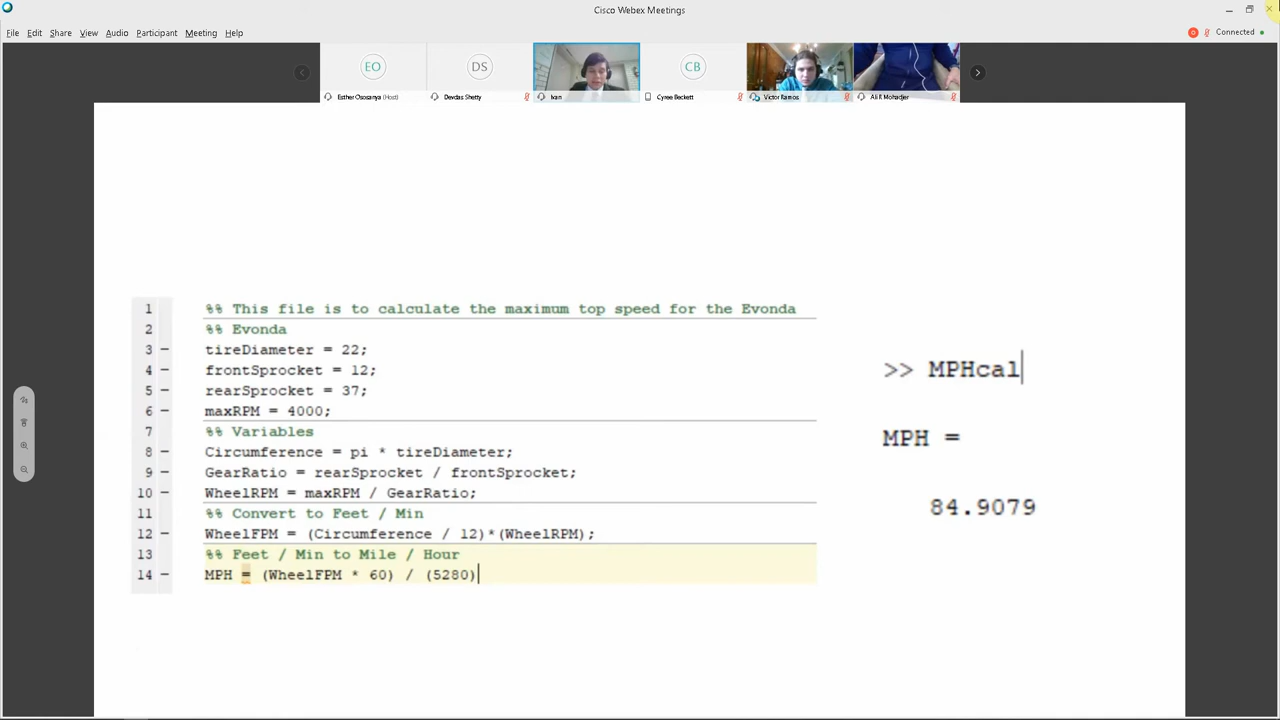 Cisco Webex Meetings
File Edit Share View Audio Participant Meeting Help
Connected
EO
DS
CB
Esther Ososanya (Host)
Devdas Shetty
Ivan
Cyree Beckett
Victor Ramos
Ali R Mohadjer
1 %% This file is to calculate the maximum top speed for the Evonda
2 %% Evonda
3 – tireDiameter = 22;
4 – frontSprocket = 12;
5 – rearSprocket = 37;
6 – maxRPM = 4000;
7 %% Variables
8 – Circumference = pi * tireDiameter;
9 – GearRatio = rearSprocket / frontSprocket;
10 – WheelRPM = maxRPM / GearRatio;
11 %% Convert to Feet / Min
12 – WheelFPM = (Circumference / 12)*(WheelRPM);
13 %% Feet / Min to Mile / Hour
14 – MPH = (WheelFPM * 60) / (5280)
>> MPHcal
MPH =
84.9079